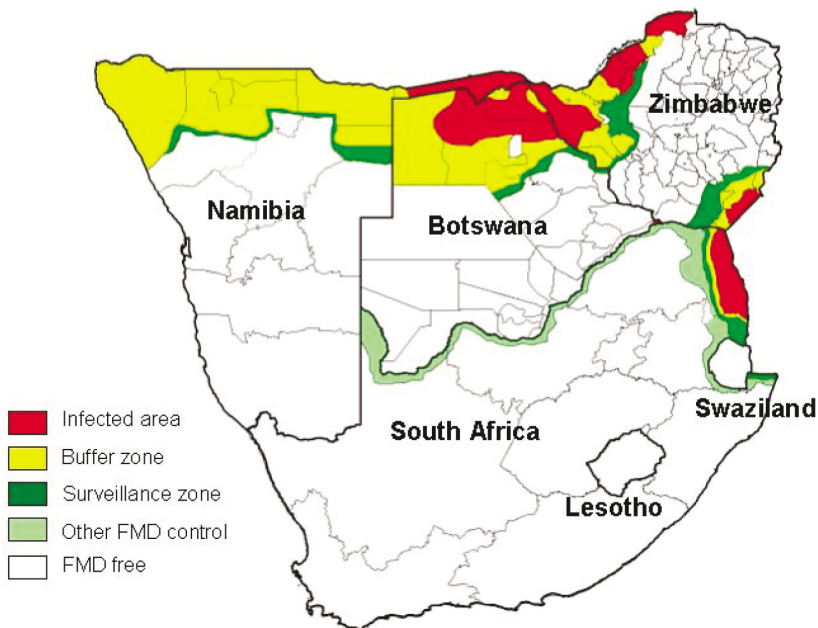 Zimbabwe
Namibia
Botswana
Swaziland
South Africa
Lesotho
Infected area
Buffer zone
Surveillance zone
Other FMD control
FMD free